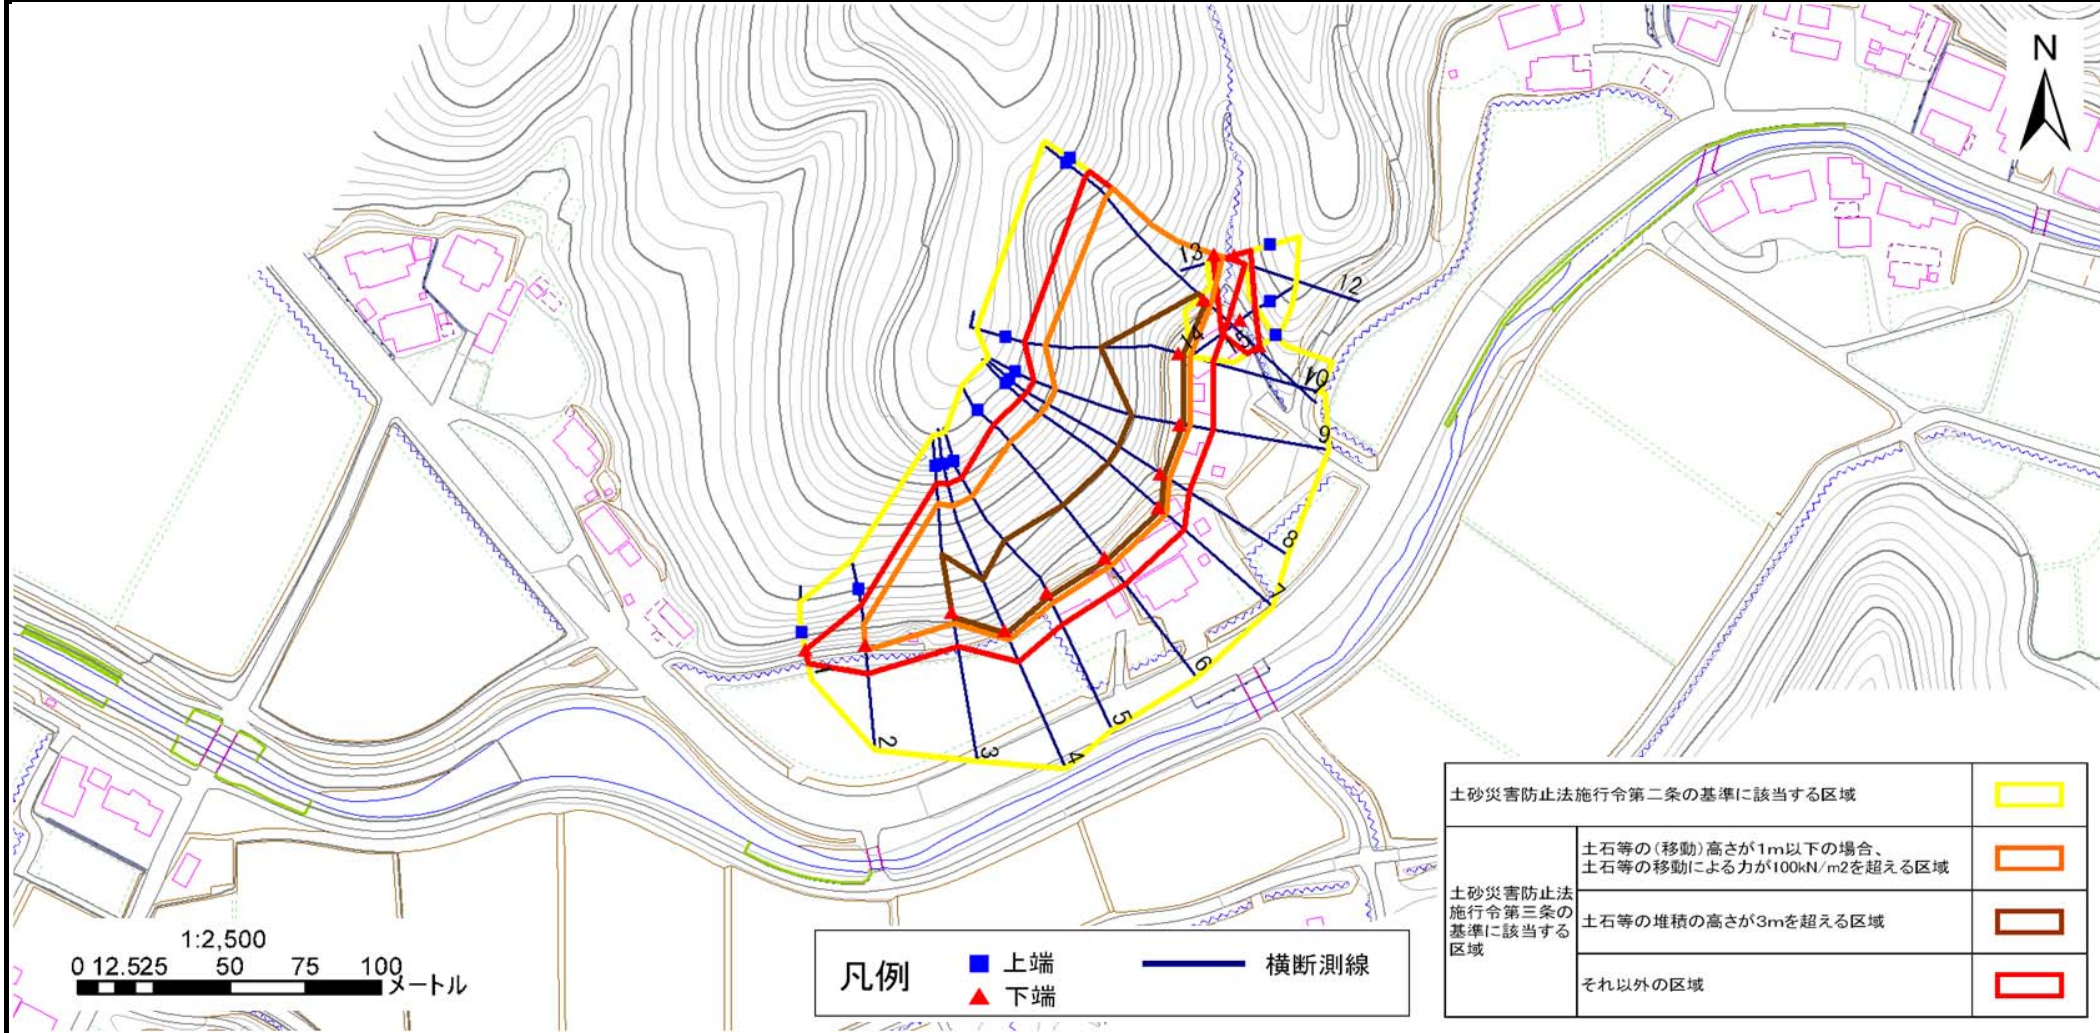 N
13
12
14
15
10
9
8
7
6
5
4
3
2
1
土砂災害防止法施行令第二条の基準に該当する区域
土砂災害防止法
施行令第三条の
基準に該当する
区域
土石等の(移動)高さが1m以下の場合、
土石等の移動による力が100kN/m2を超える区域
土石等の堆積の高さが3mを超える区域
それ以外の区域
1:2,500
0 12.525 50 75 100
メートル
凡例
上端
下端
横断測線